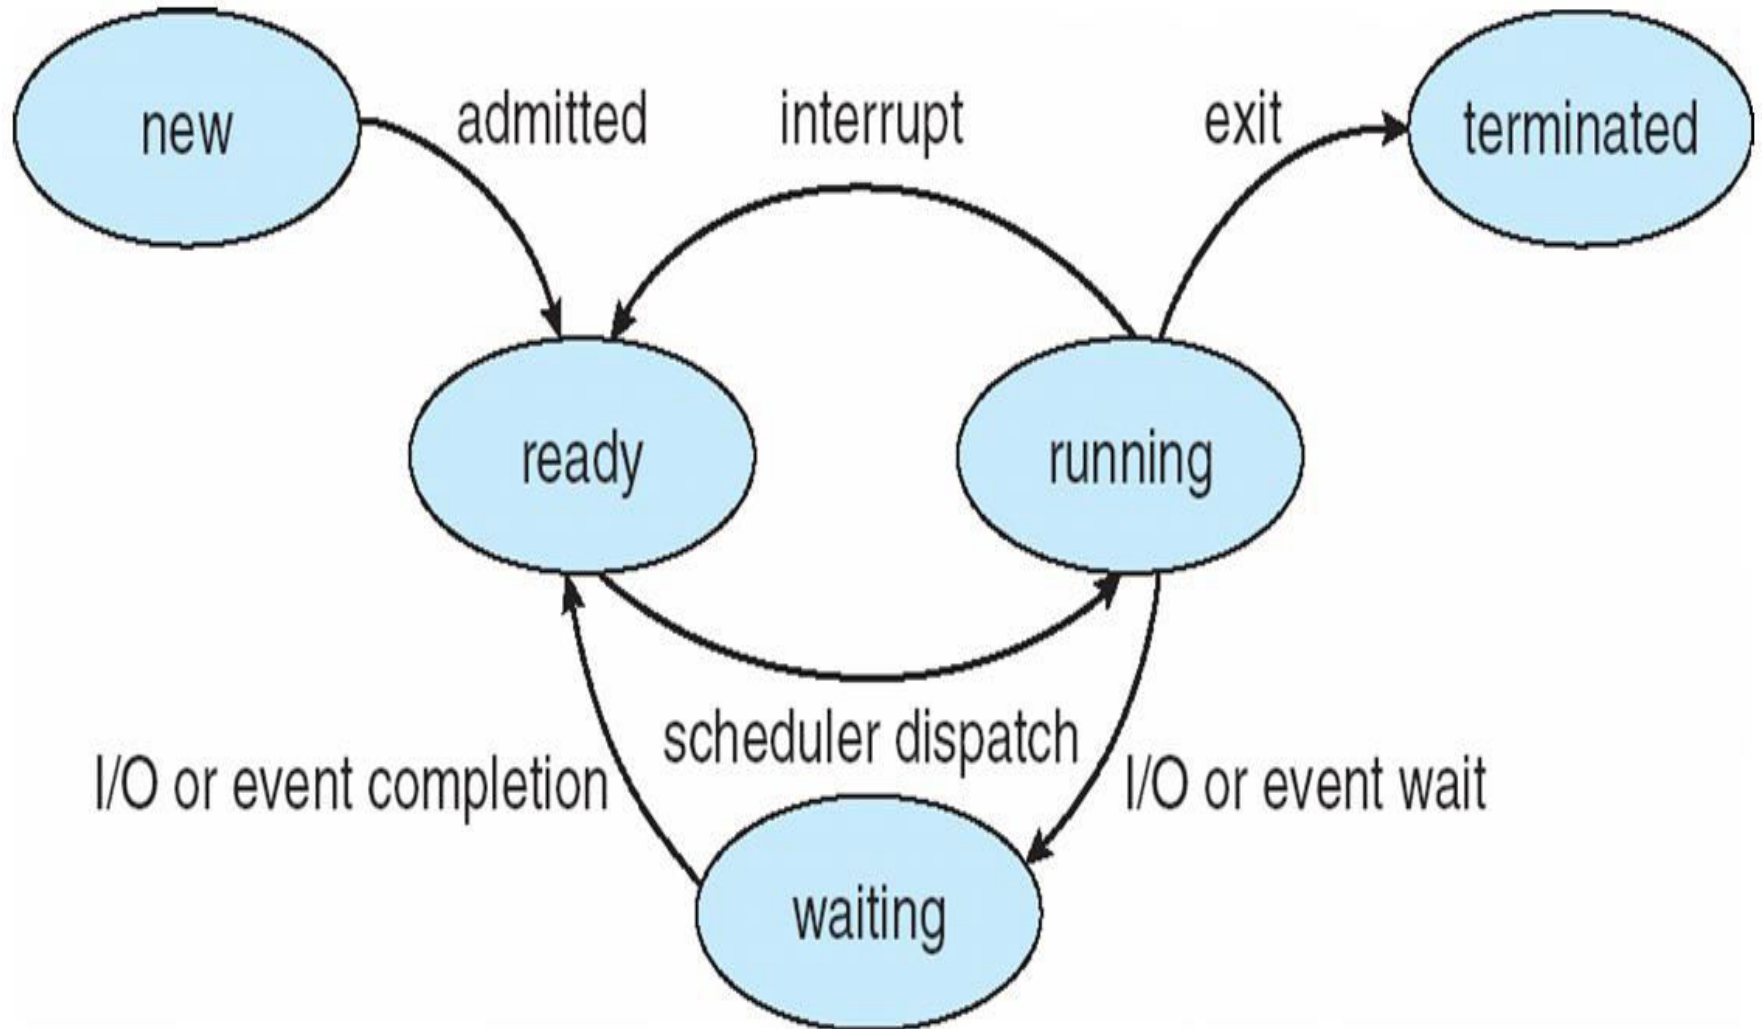 new
admitted
interrupt
exit
terminated
ready
running
scheduler dispatch
I/O or event completion
I/O or event wait
waiting